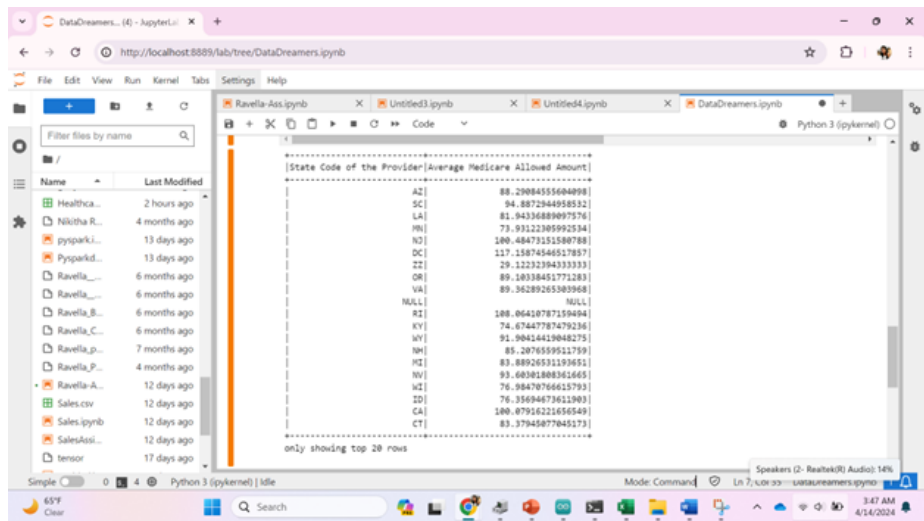 DataDreamers... (4) - JupyterLal
http://localhost:8889/lab/tree/DataDreamers.ipynb
File Edit View Run Kernel Tabs Settings Help
Filter files by name
/
Name Last Modified
Healthca... 2 hours ago
Nikitha R... 4 months ago
pyspark.i... 13 days ago
Pysparkd... 13 days ago
Ravella__... 6 months ago
Ravella__... 6 months ago
Ravella_B... 6 months ago
Ravella_C... 6 months ago
Ravella_p... 7 months ago
Ravella_P... 4 months ago
Ravella-A... 12 days ago
Sales.csv 12 days ago
Sales.ipynb 12 days ago
SalesAssi... 12 days ago
tensor 17 days ago
Ravella-Ass.ipynb Untitled3.ipynb Untitled4.ipynb DataDreamers.ipynb
Code Python 3 (ipykernel)
|State Code of the Provider|Average Medicare Allowed Amount|
| AZ| 88.29084555604098|
| SC| 94.8872944958532|
| LA| 81.94336889097576|
| MN| 73.93122305992534|
| NJ| 100.48473151580788|
| DC| 117.15874546517857|
| ZZ| 29.12232394333333|
| OR| 89.10338451771283|
| VA| 89.36289265303968|
| NULL| NULL|
| RI| 108.06410787159494|
| KY| 74.67447787479236|
| WY| 91.90414419048275|
| NH| 85.2076559511759|
| MI| 83.88926531193651|
| NV| 93.60301808361665|
| WI| 76.98470766615793|
| ID| 76.35694673611903|
| CA| 100.07916221656549|
| CT| 83.37945077045173|
only showing top 20 rows
Simple 0 4 Python 3 (ipykernel) | Idle Mode: Command Ln 7, Col 35 DataDreamers.ipynb 1
Speakers (2- Realtek(R) Audio): 14%
65°F
Clear
Search
3:47 AM
4/14/2024